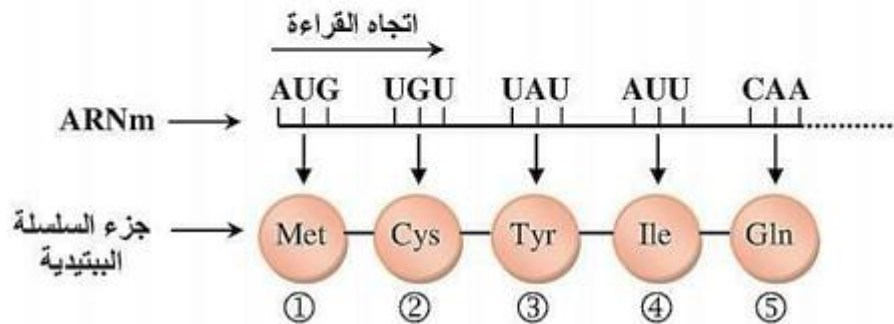 اتجاه القراءة
AUG UGU UAU AUU CAA
ARNm
جزء السلسلة
الببتيدية
Met Cys Tyr Ile Gln
① ② ③ ④ ⑤